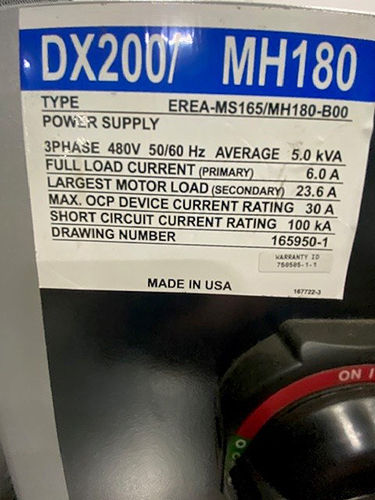 DX200/ MH180
TYPE EREA-MS165/MH180-B00
POWER SUPPLY
3PHASE 480V 50/60 Hz AVERAGE 5.0 kVA
FULL LOAD CURRENT (PRIMARY) 6.0 A
LARGEST MOTOR LOAD (SECONDARY) 23.6 A
MAX. OCP DEVICE CURRENT RATING 30 A
SHORT CIRCUIT CURRENT RATING 100 kA
DRAWING NUMBER 165950-1
WARRANTY ID
750585-1-1
MADE IN USA
167722-3
ON I
O